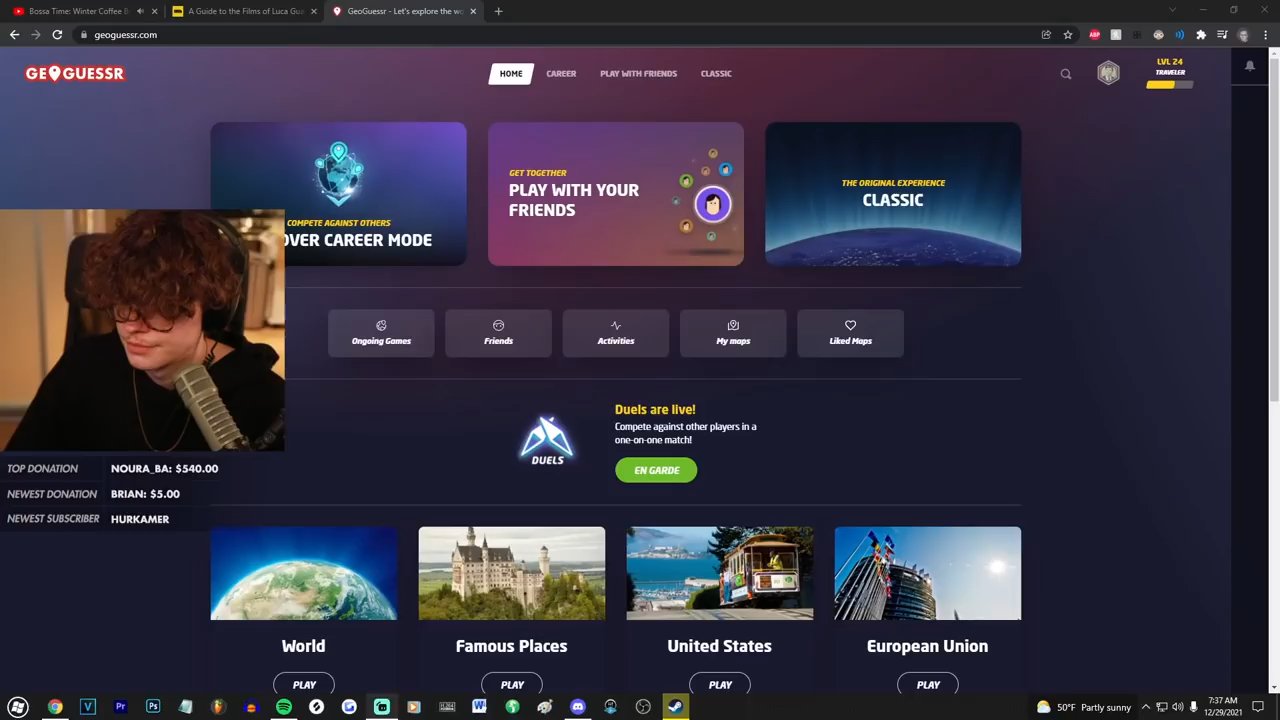 Bossa Time: Winter Coffee B
A Guide to the Films of Luca Gua
GeoGuessr - Let's explore the wo
geoguessr.com
GEOGUESSR
HOME
CAREER
PLAY WITH FRIENDS
CLASSIC
LVL 24
TRAVELER
COMPETE AGAINST OTHERS
OVER CAREER MODE
GET TOGETHER
PLAY WITH YOUR
FRIENDS
THE ORIGINAL EXPERIENCE
CLASSIC
Ongoing Games
Friends
Activities
My maps
Liked Maps
DUELS
Duels are live!
Compete against other players in a
one-on-one match!
EN GARDE
TOP DONATION NOURA_BA: $540.00
NEWEST DONATION BRIAN: $5.00
NEWEST SUBSCRIBER HURKAMER
World
Famous Places
United States
European Union
PLAY
PLAY
PLAY
PLAY
50°F Partly sunny
7:37 AM
12/29/2021